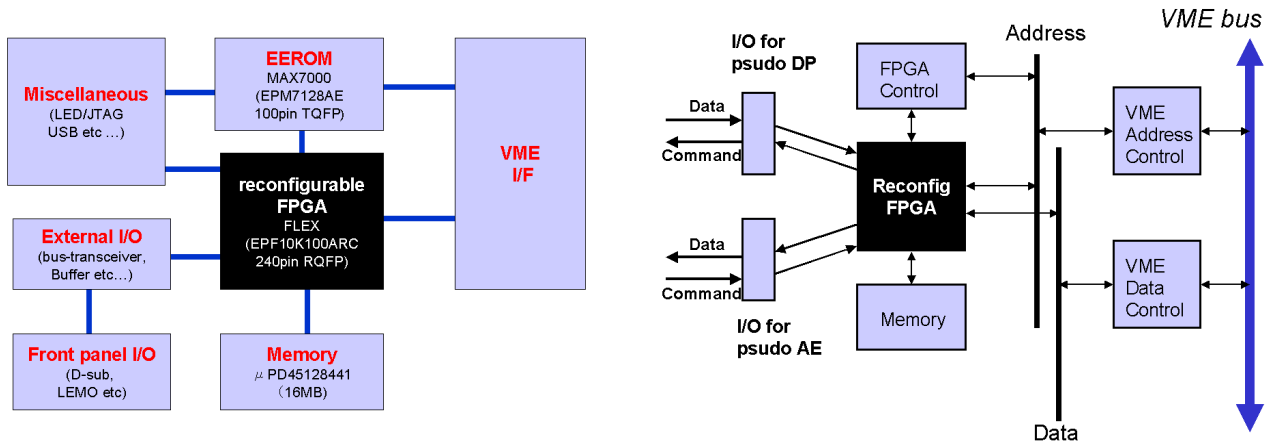 Miscellaneous
(LED/JTAG
USB etc …)
EEROM
MAX7000
(EPM7128AE
100pin TQFP)
VME
I/F
reconfigurable
FPGA
FLEX
(EPF10K100ARC
240pin RQFP)
External I/O
(bus-transceiver,
Buffer etc…)
Front panel I/O
(D-sub,
LEMO etc)
Memory
μ PD45128441
(16MB)
VME bus
Address
I/O for
psudo DP
FPGA
Control
Data
Command
VME
Address
Control
Reconfig
FPGA
Data
Command
VME
Data
Control
Memory
I/O for
psudo AE
Data